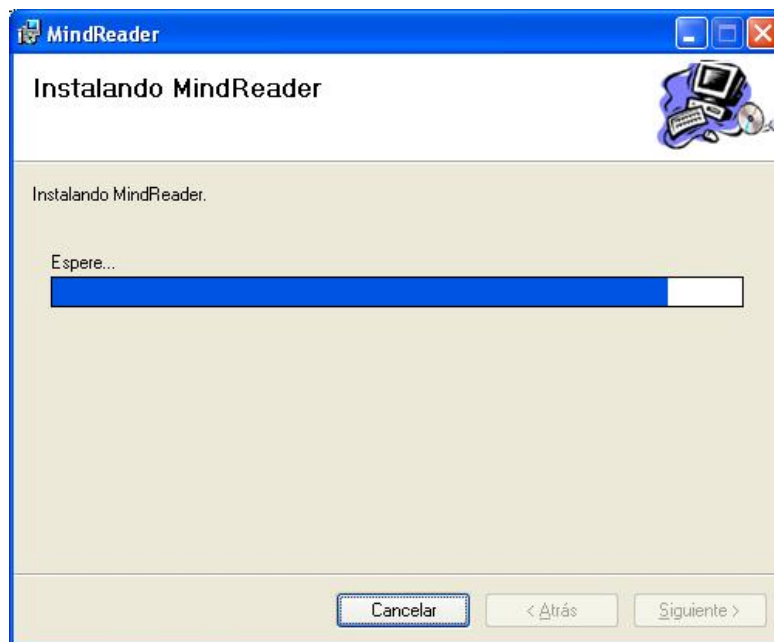 MindReader
Instalando MindReader
Instalando MindReader.
Espere...
Cancelar
< Atrás
Siguiente >